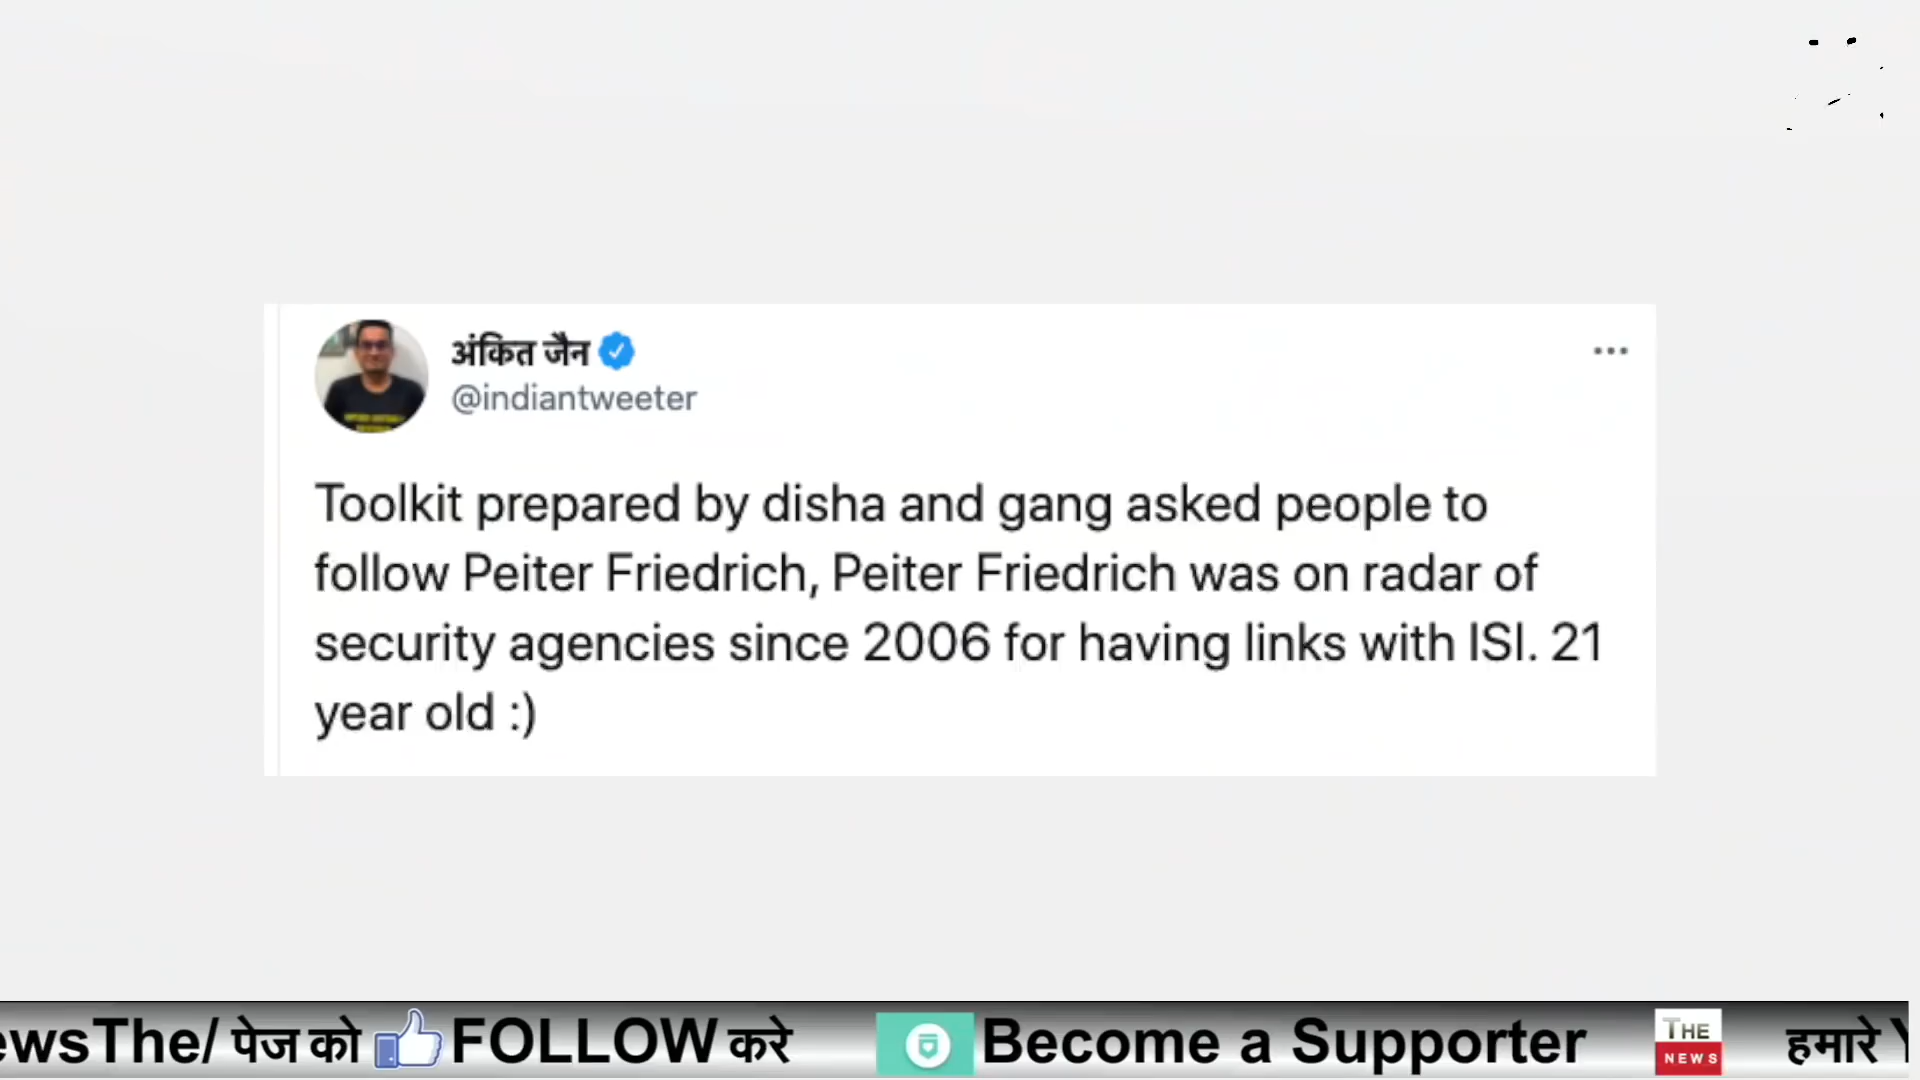 अंकित जैन
@indiantweeter
Toolkit prepared by disha and gang asked people to
follow Peiter Friedrich, Peiter Friedrich was on radar of
security agencies since 2006 for having links with ISI. 21
year old :)
ewsThe/ पेज को FOLLOW करे Become a Supporter THE NEWS हमारे